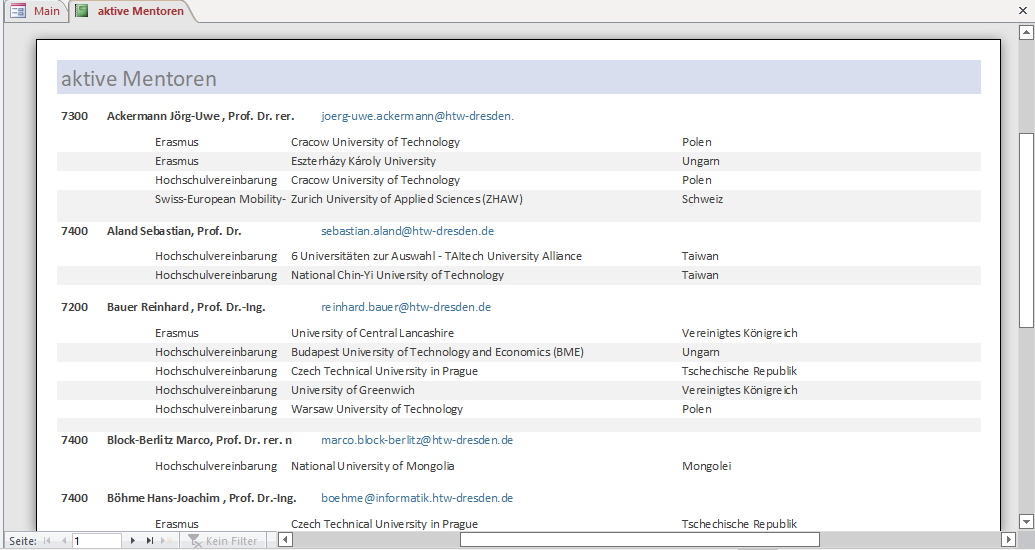 Main aktive Mentoren
aktive Mentoren
7300 Ackermann Jörg-Uwe , Prof. Dr. rer. joerg-uwe.ackermann@htw-dresden.
Erasmus Cracow University of Technology Polen
Erasmus Eszterházy Károly University Ungarn
Hochschulvereinbarung Cracow University of Technology Polen
Swiss-European Mobility- Zurich University of Applied Sciences (ZHAW) Schweiz
7400 Aland Sebastian, Prof. Dr. sebastian.aland@htw-dresden.de
Hochschulvereinbarung 6 Universitäten zur Auswahl - TAItech University Alliance Taiwan
Hochschulvereinbarung National Chin-Yi University of Technology Taiwan
7200 Bauer Reinhard , Prof. Dr.-Ing. reinhard.bauer@htw-dresden.de
Erasmus University of Central Lancashire Vereinigtes Königreich
Hochschulvereinbarung Budapest University of Technology and Economics (BME) Ungarn
Hochschulvereinbarung Czech Technical University in Prague Tschechische Republik
Hochschulvereinbarung University of Greenwich Vereinigtes Königreich
Hochschulvereinbarung Warsaw University of Technology Polen
7400 Block-Berlitz Marco, Prof. Dr. rer. n marco.block-berlitz@htw-dresden.de
Hochschulvereinbarung National University of Mongolia Mongolei
7400 Böhme Hans-Joachim , Prof. Dr.-Ing. boehme@informatik.htw-dresden.de
Erasmus Czech Technical University in Prague Tschechische Republik
Seite: 1 Kein Filter